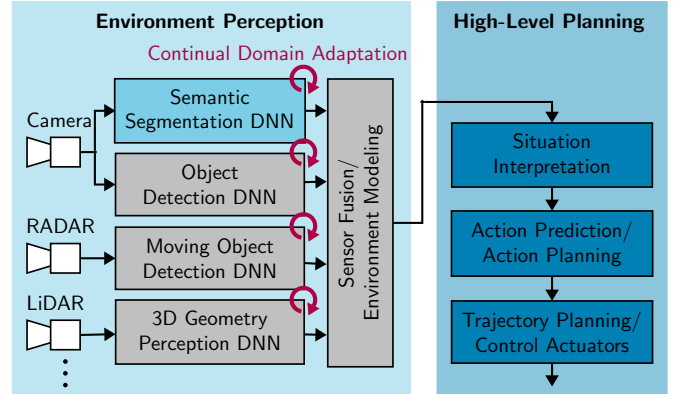 Environment Perception
Continual Domain Adaptation
Camera
Semantic
Segmentation DNN
Object
Detection DNN
RADAR
Moving Object
Detection DNN
LiDAR
3D Geometry
Perception DNN
Sensor Fusion/
Environment Modeling
High-Level Planning
Situation
Interpretation
Action Prediction/
Action Planning
Trajectory Planning/
Control Actuators